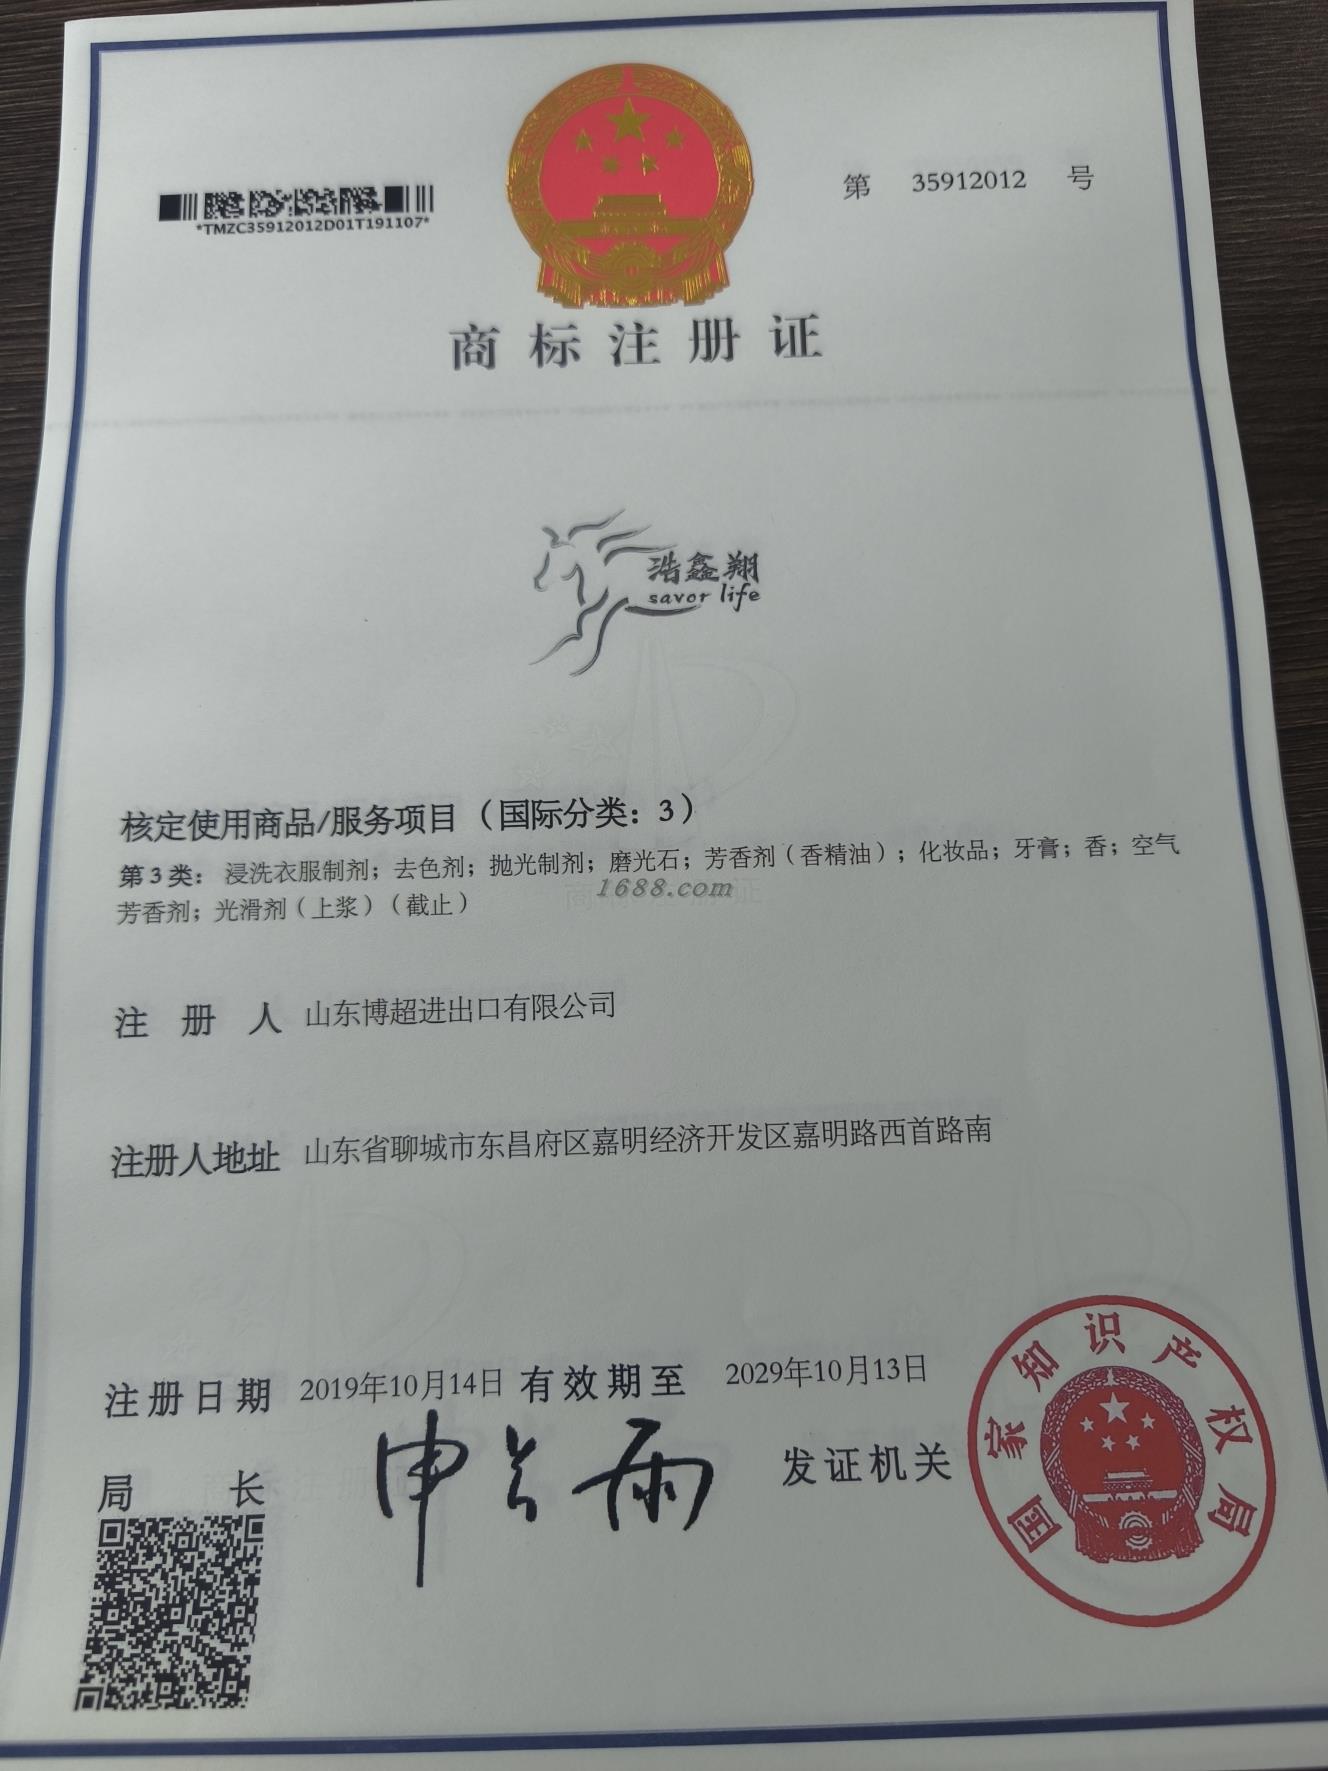 *TMZC35912012D01T191107*
第 35912012 号
商标注册证
浩鑫翔
savor life
核定使用商品/服务项目（国际分类：3）
第3类：浸洗衣服制剂；去色剂；抛光制剂；磨光石；芳香剂（香精油）；化妆品；牙膏；香；空气
芳香剂；光滑剂（上浆）（截止）
1688.com
注册人 山东博超进出口有限公司
注册人地址 山东省聊城市东昌府区嘉明经济开发区嘉明路西首路南
注册日期 2019年10月14日 有效期至 2029年10月13日
局长 申长雨 发证机关
国家知识产权局